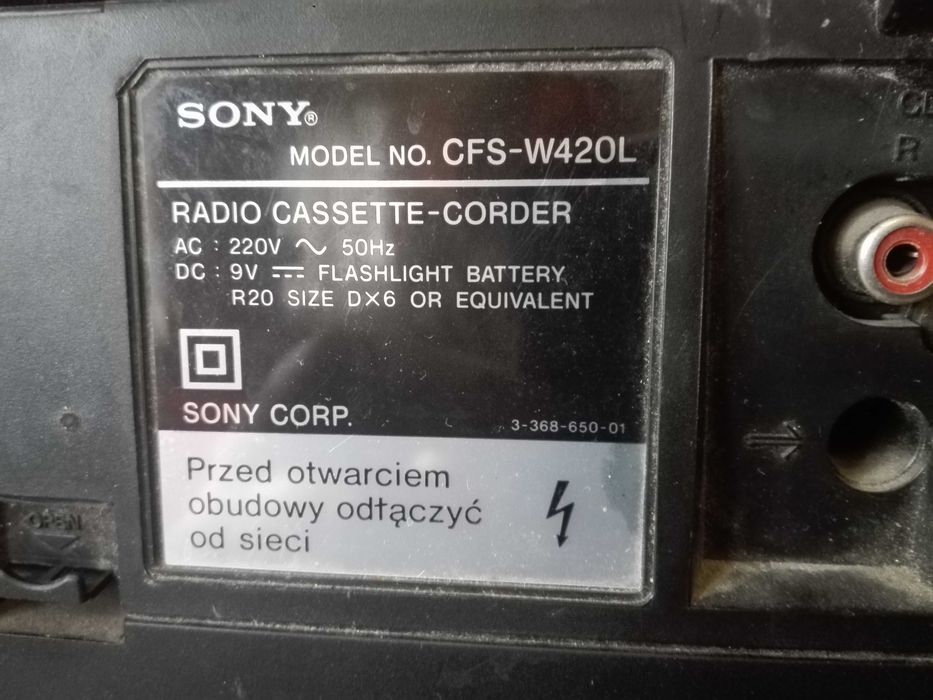 SONY®
MODEL NO. CFS-W420L
RADIO CASSETTE-CORDER
AC : 220V ∿ 50Hz
DC : 9V ⎓ FLASHLIGHT BATTERY
R20 SIZE D×6 OR EQUIVALENT
SONY CORP.
3-368-650-01
Przed otwarciem
obudowy odłączyć
od sieci
OPEN
R